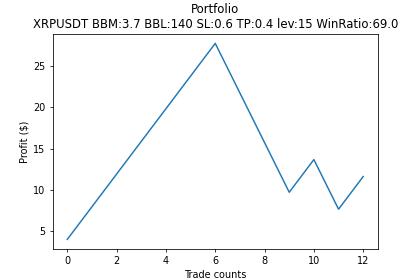 Portfolio
XRPUSDT BBM:3.7 BBL:140 SL:0.6 TP:0.4 lev:15 WinRatio:69.0
25
20
15
10
5
Profit ($)
0 2 4 6 8 10 12
Trade counts